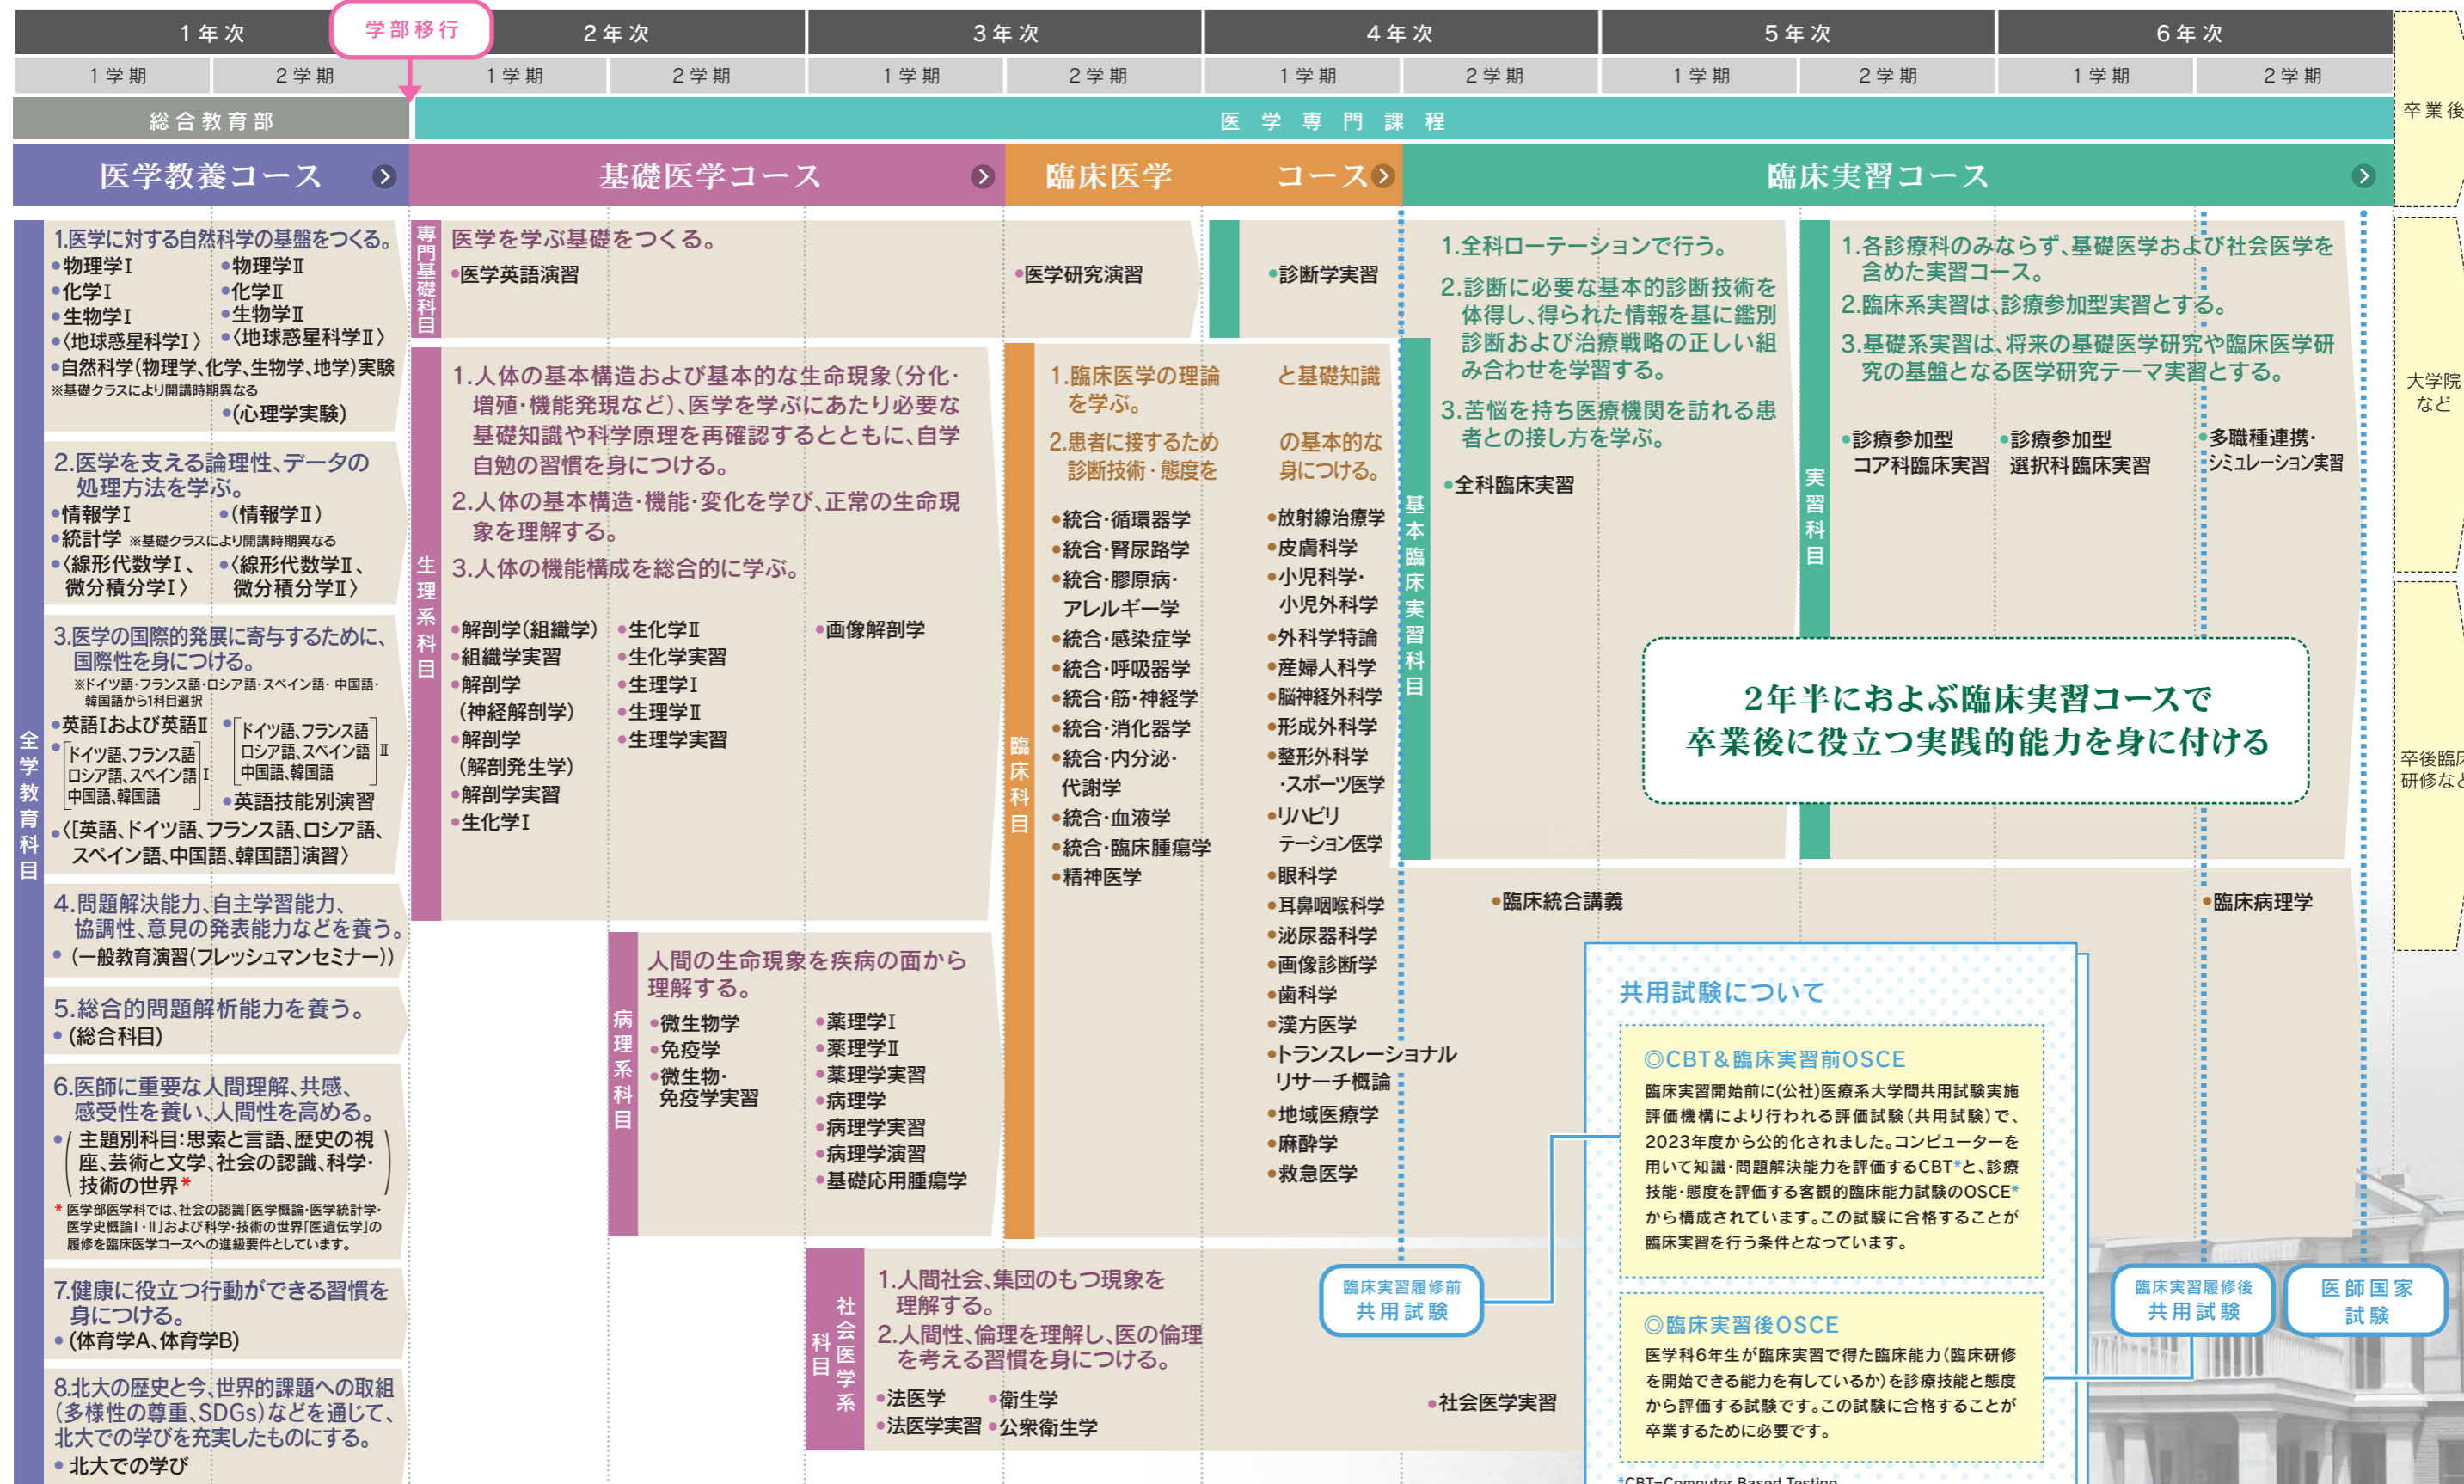 1年次
学部移行
2年次
3年次
4年次
5年次
6年次
1学期
2学期
1学期
2学期
1学期
2学期
1学期
2学期
1学期
2学期
1学期
2学期
卒業後
総合教育部
医学専門課程
医学教養コース
基礎医学コース
臨床医学 コース
臨床実習コース
全学教育科目
1.医学に対する自然科学の基盤をつくる。
•物理学Ⅰ
•物理学Ⅱ
•化学Ⅰ
•化学Ⅱ
•生物学Ⅰ
•生物学Ⅱ
•〈地球惑星科学Ⅰ〉
•〈地球惑星科学Ⅱ〉
•自然科学(物理学、化学、生物学、地学)実験
※基礎クラスにより開講時期異なる
•(心理学実験)
2.医学を支える論理性、データの
処理方法を学ぶ。
•情報学Ⅰ
•(情報学Ⅱ)
•統計学 ※基礎クラスにより開講時期異なる
•〈線形代数学Ⅰ、
微分積分学Ⅰ〉
•〈線形代数学Ⅱ、
微分積分学Ⅱ〉
3.医学の国際的発展に寄与するために、
国際性を身につける。
※ドイツ語・フランス語・ロシア語・スペイン語・中国語・
韓国語から1科目選択
•英語Ⅰおよび英語Ⅱ
•[ドイツ語、フランス語
ロシア語、スペイン語
中国語、韓国語]Ⅰ
•[ドイツ語、フランス語
ロシア語、スペイン語
中国語、韓国語]Ⅱ
•英語技能別演習
•〈[英語、ドイツ語、フランス語、ロシア語、
スペイン語、中国語、韓国語]演習〉
4.問題解決能力、自主学習能力、
協調性、意見の発表能力などを養う。
•(一般教育演習(フレッシュマンセミナー))
5.総合的問題解析能力を養う。
•(総合科目)
6.医師に重要な人間理解、共感、
感受性を養い、人間性を高める。
•(主題別科目:思索と言語、歴史の視
座、芸術と文学、社会の認識、科学・
技術の世界*)
*医学部医学科では、社会の認識「医学概論・医学統計学・
医学史概論Ⅰ・Ⅱ」および科学・技術の世界「医遺伝学」の
履修を臨床医学コースへの進級要件としています。
7.健康に役立つ行動ができる習慣を
身につける。
•(体育学A、体育学B)
8.北大の歴史と今、世界的課題への取組
(多様性の尊重、SDGs)などを通じて、
北大での学びを充実したものにする。
•北大での学び
専門基礎科目
医学を学ぶ基礎をつくる。
•医学英語演習
•医学研究演習
•診断学実習
生理系科目
1.人体の基本構造および基本的な生命現象(分化・
増殖・機能発現など)、医学を学ぶにあたり必要な
基礎知識や科学原理を再確認するとともに、自学
自勉の習慣を身につける。
2.人体の基本構造・機能・変化を学び、正常の生命現
象を理解する。
3.人体の機能構成を総合的に学ぶ。
•解剖学(組織学)
•組織学実習
•解剖学
(神経解剖学)
•解剖学
(解剖発生学)
•解剖学実習
•生化学Ⅰ
•生化学Ⅱ
•生化学実習
•生理学Ⅰ
•生理学Ⅱ
•生理学実習
•画像解剖学
病理系科目
人間の生命現象を疾病の面から
理解する。
•微生物学
•免疫学
•微生物・
免疫学実習
•薬理学Ⅰ
•薬理学Ⅱ
•薬理学実習
•病理学
•病理学実習
•病理学演習
•基礎応用腫瘍学
社会医学系
科目
1.人間社会、集団のもつ現象を
理解する。
2.人間性、倫理を理解し、医の倫理
を考える習慣を身につける。
•法医学
•衛生学
•法医学実習
•公衆衛生学
•社会医学実習
臨床科目
1.臨床医学の理論 と基礎知識
を学ぶ。
2.患者に接するため の基本的な
診断技術・態度を 身につける。
•統合・循環器学
•統合・腎尿路学
•統合・膠原病・
アレルギー学
•統合・感染症学
•統合・呼吸器学
•統合・筋・神経学
•統合・消化器学
•統合・内分泌・
代謝学
•統合・血液学
•統合・臨床腫瘍学
•精神医学
•放射線治療学
•皮膚科学
•小児科学・
小児外科学
•外科学特論
•産婦人科学
•脳神経外科学
•形成外科学
•整形外科学
・スポーツ医学
•リハビリ
テーション医学
•眼科学
•耳鼻咽喉科学
•泌尿器科学
•画像診断学
•歯科学
•漢方医学
•トランスレーショナル
リサーチ概論
•地域医療学
•麻酔学
•救急医学
基本臨床実習科目
1.全科ローテーションで行う。
2.診断に必要な基本的診断技術を
体得し、得られた情報を基に鑑別
診断および治療戦略の正しい組
み合わせを学習する。
3.苦悩を持ち医療機関を訪れる患
者との接し方を学ぶ。
•全科臨床実習
実習科目
1.各診療科のみならず、基礎医学および社会医学を
含めた実習コース。
2.臨床系実習は、診療参加型実習とする。
3.基礎系実習は、将来の基礎医学研究や臨床医学研
究の基盤となる医学研究テーマ実習とする。
•診療参加型
コア科臨床実習
•診療参加型
選択科臨床実習
•多職種連携・
シミュレーション実習
2年半におよぶ臨床実習コースで
卒業後に役立つ実践的能力を身に付ける
•臨床統合講義
•臨床病理学
大学院
など
卒後臨床
研修など
共用試験について
◎CBT&臨床実習前OSCE
臨床実習開始前に(公社)医療系大学間共用試験実施
評価機構により行われる評価試験(共用試験)で、
2023年度から公的化されました。コンピューターを
用いて知識・問題解決能力を評価するCBT*と、診療
技能・態度を評価する客観的臨床能力試験のOSCE*
から構成されています。この試験に合格することが
臨床実習を行う条件となっています。
◎臨床実習後OSCE
医学科6年生が臨床実習で得た臨床能力(臨床研修
を開始できる能力を有しているか)を診療技能と態度
から評価する試験です。この試験に合格することが
卒業するために必要です。
*CBT=Computer Based Testing
臨床実習履修前
共用試験
臨床実習履修後
共用試験
医師国家
試験